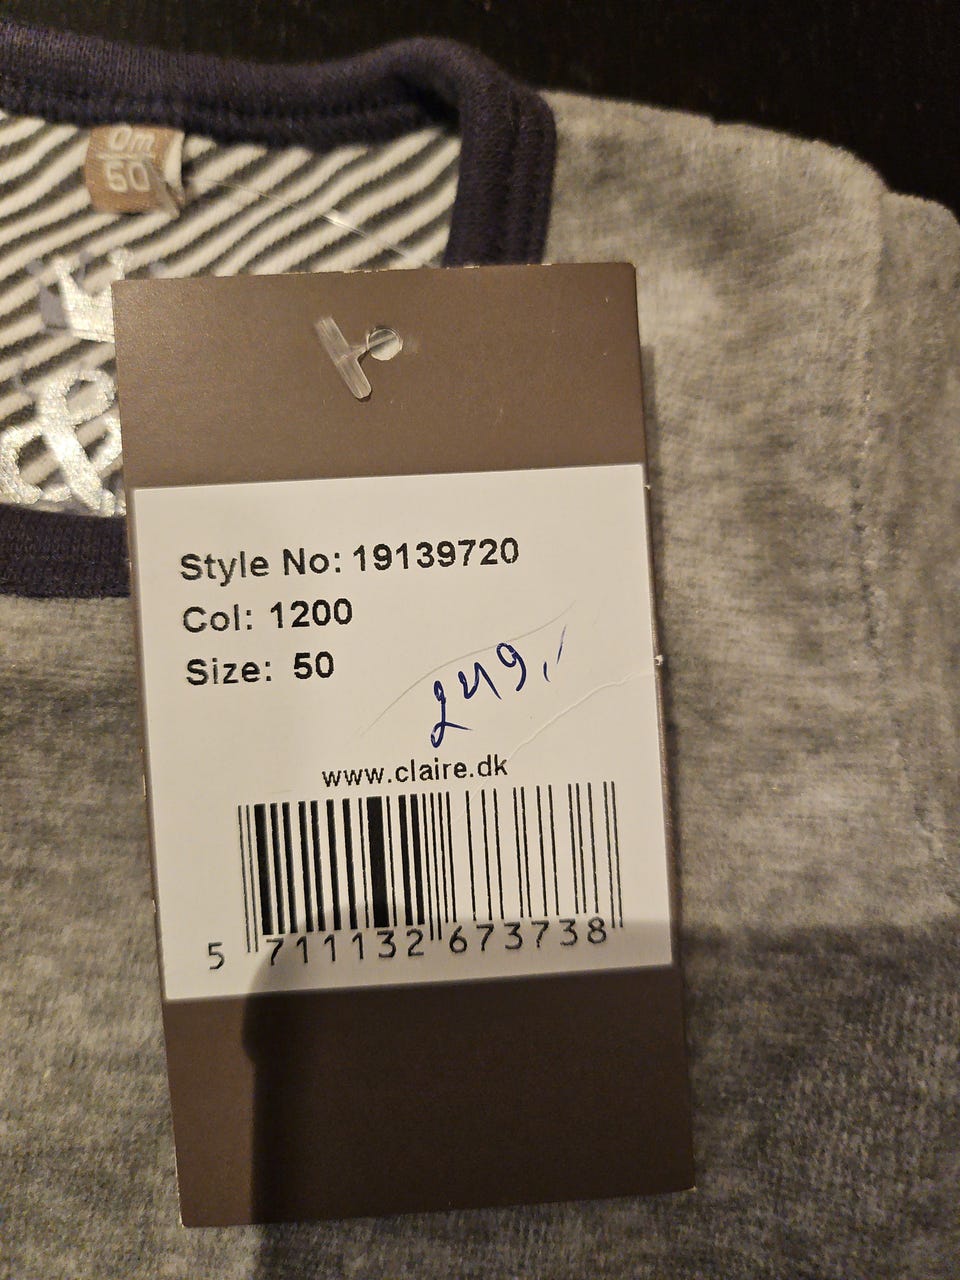 0m
50
Style No: 19139720
Col: 1200
Size: 50
249,-
www.claire.dk
5 711132 673738